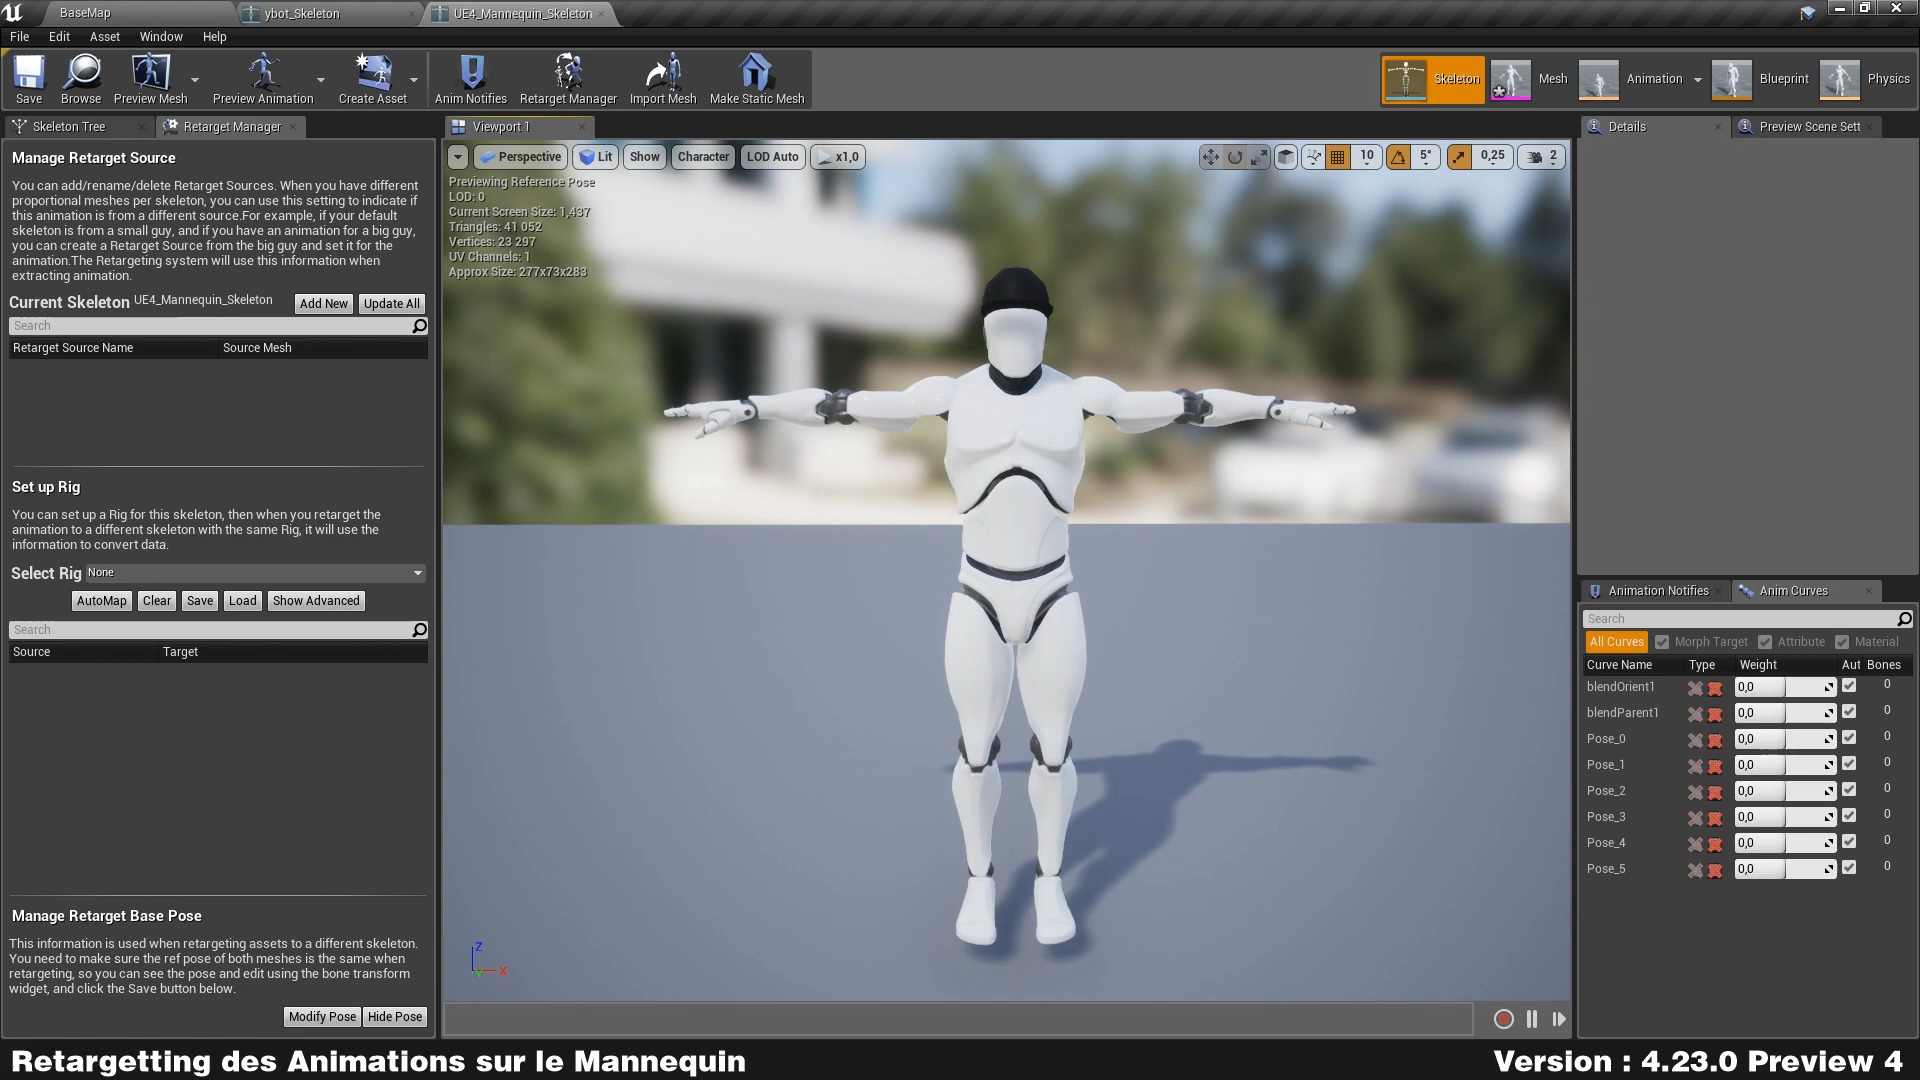 BaseMap
ybot_Skeleton
UE4_Mannequin_Skeleton
File Edit Asset Window Help
Save
Browse
Preview Mesh
Preview Animation
Create Asset
Anim Notifies
Retarget Manager
Import Mesh
Make Static Mesh
Skeleton
Mesh
Animation
Blueprint
Physics
Skeleton Tree
Retarget Manager
Manage Retarget Source
You can add/rename/delete Retarget Sources. When you have different
proportional meshes per skeleton, you can use this setting to indicate if
this animation is from a different source.For example, if your default
skeleton is from a small guy, and if you have an animation for a big guy,
you can create a Retarget Source from the big guy and set it for the
animation.The Retargeting system will use this information when
extracting animation.
Current Skeleton UE4_Mannequin_Skeleton Add New Update All
Search
Retarget Source Name Source Mesh
Set up Rig
You can set up a Rig for this skeleton, then when you retarget the
animation to a different skeleton with the same Rig, it will use the
information to convert data.
Select Rig None
AutoMap Clear Save Load Show Advanced
Search
Source Target
Manage Retarget Base Pose
This information is used when retargeting assets to a different skeleton.
You need to make sure the ref pose of both meshes is the same when
retargeting, so you can see the pose and edit using the bone transform
widget, and click the Save button below.
Modify Pose Hide Pose
Viewport 1
Perspective Lit Show Character LOD Auto x1,0
10 5° 0,25 2
Previewing Reference Pose
LOD: 0
Current Screen Size: 1,437
Triangles: 41 052
Vertices: 23 297
UV Channels: 1
Approx Size: 277x73x283
Z
Y
X
Details
Preview Scene Sett
Animation Notifies
Anim Curves
Search
All Curves Morph Target Attribute Material
Curve Name Type Weight Aut Bones
blendOrient1 0,0 0
blendParent1 0,0 0
Pose_0 0,0 0
Pose_1 0,0 0
Pose_2 0,0 0
Pose_3 0,0 0
Pose_4 0,0 0
Pose_5 0,0 0
Retargetting des Animations sur le Mannequin
Version : 4.23.0 Preview 4